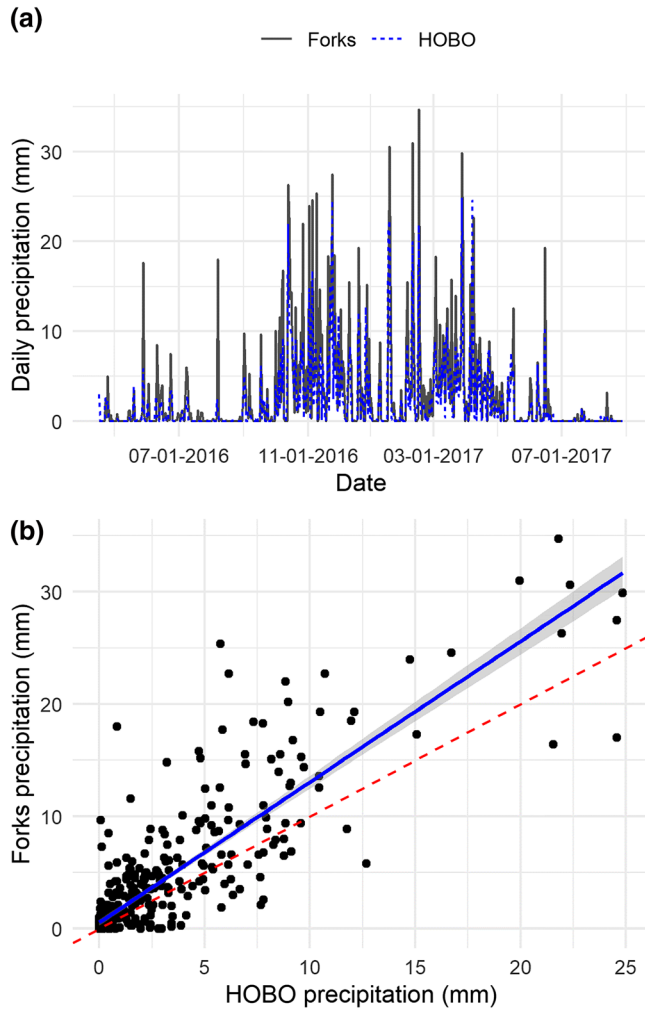 (a)
Forks HOBO
Daily precipitation (mm)
30
20
10
0
07-01-2016 11-01-2016 03-01-2017 07-01-2017
Date
(b)
Forks precipitation (mm)
30
20
10
0
0 5 10 15 20 25
HOBO precipitation (mm)